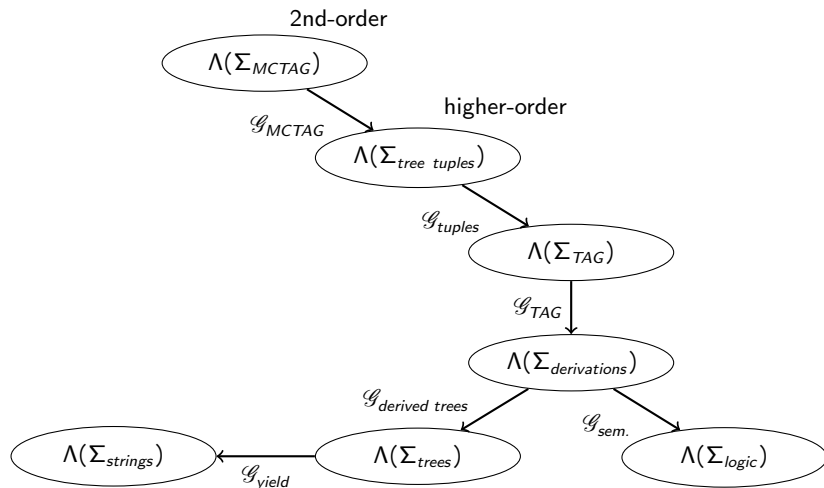 2nd-order
Λ(Σ_MCTAG)
higher-order
𝒢_MCTAG
Λ(Σ_tree tuples)
𝒢_tuples
Λ(Σ_TAG)
𝒢_TAG
Λ(Σ_derivations)
𝒢_derived trees
𝒢_sem.
Λ(Σ_strings)
𝒢_yield
Λ(Σ_trees)
Λ(Σ_logic)